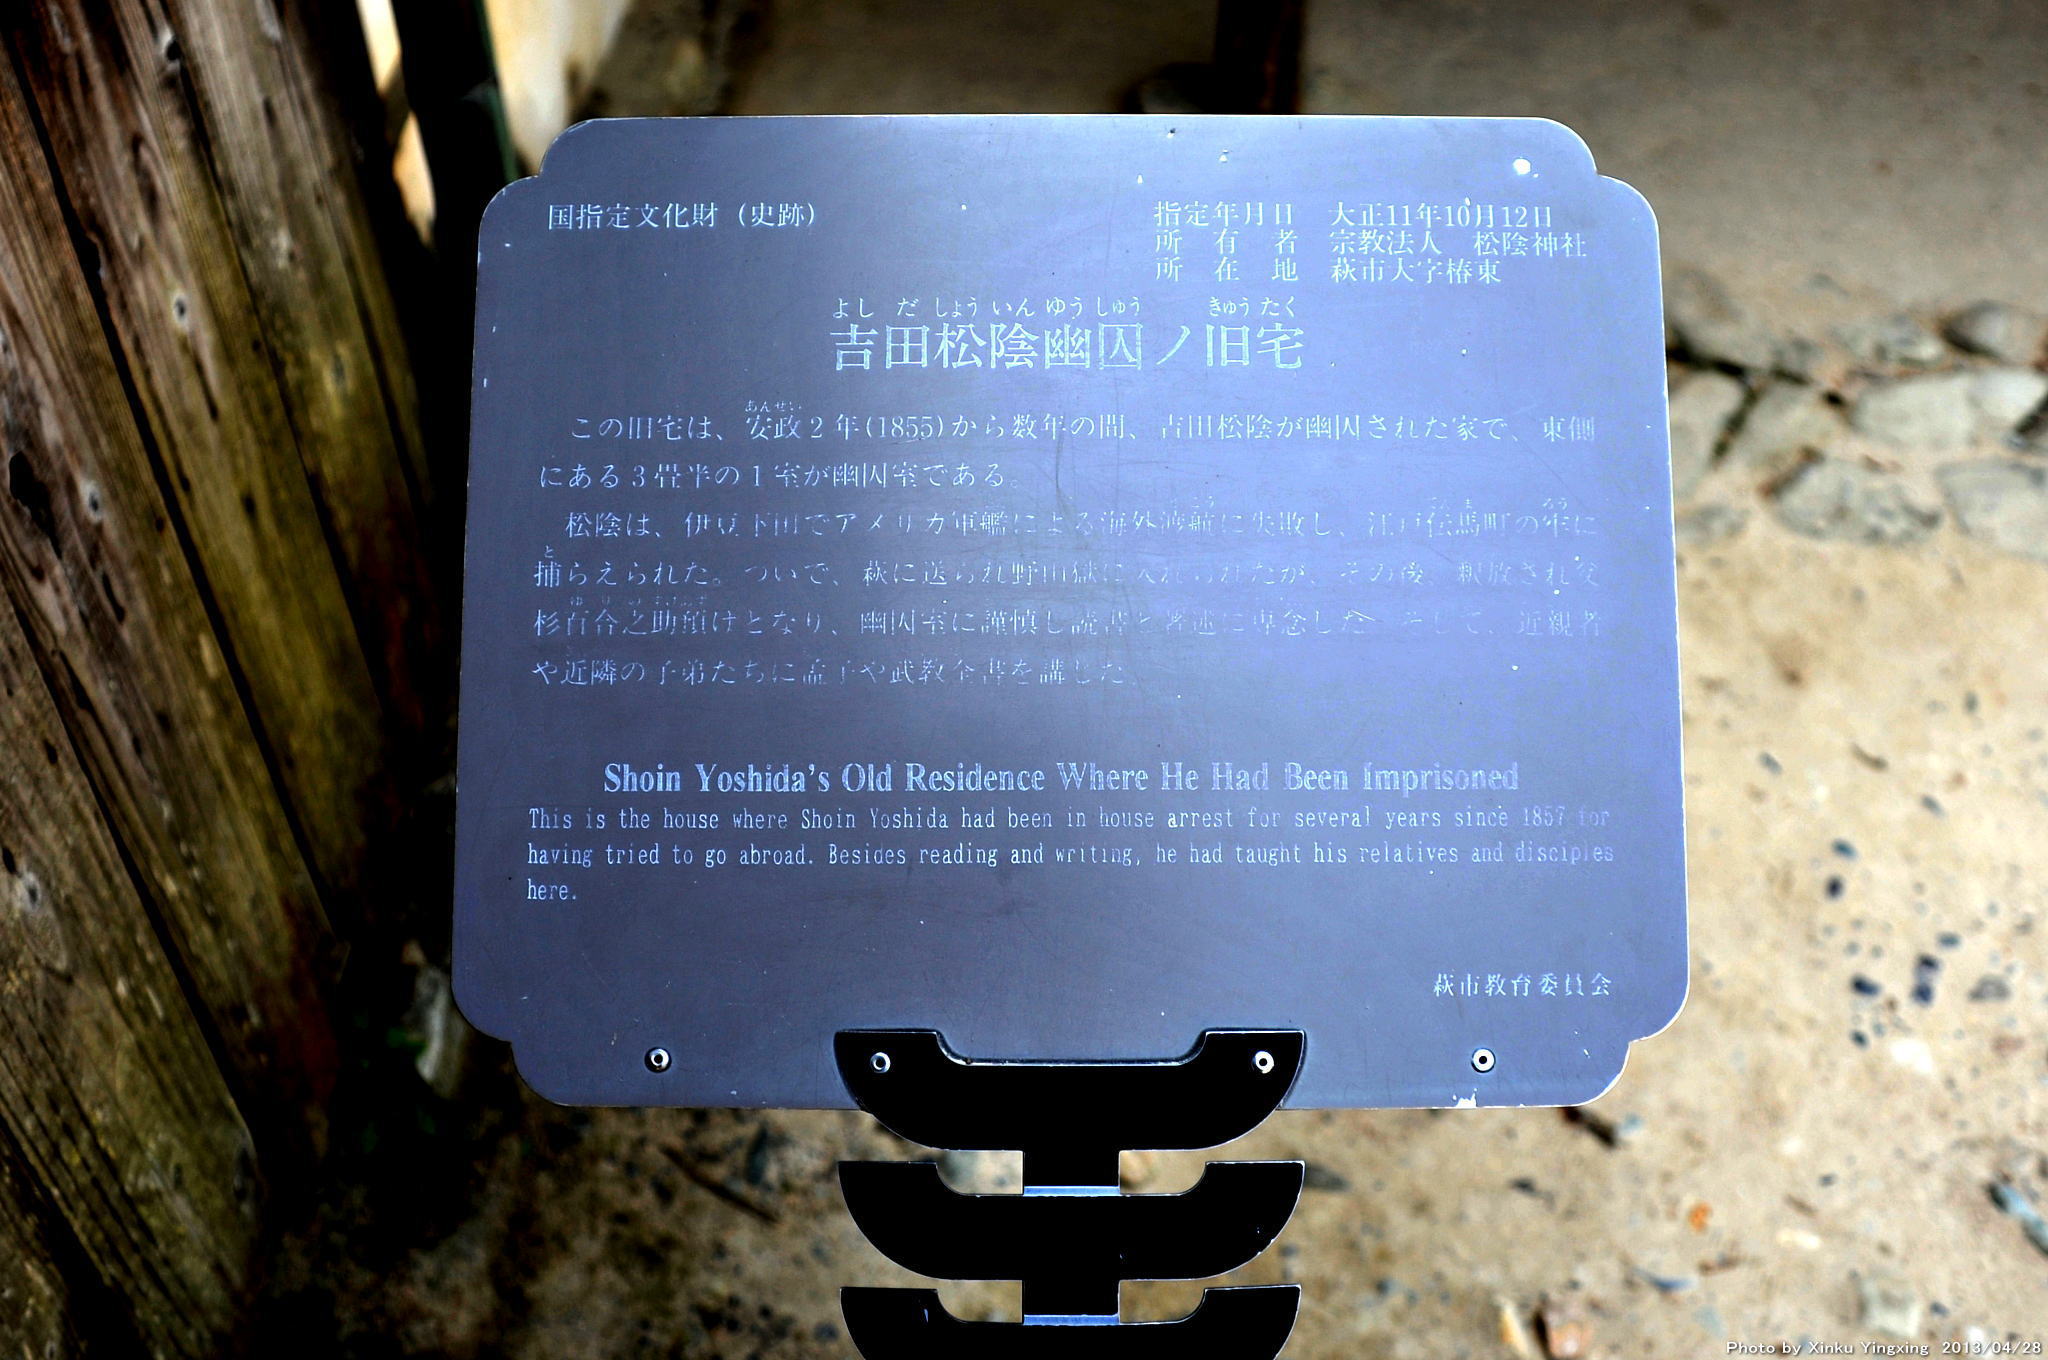 国指定文化財（史跡）
指定年月日　大正11年10月12日
所　有　者　宗教法人　松陰神社
所　在　地　萩市大字椿東
よし だ しょういんゆうしゅう きゅうたく
吉田松陰幽囚ノ旧宅
あんせい
この旧宅は、安政2年(1855)から数年の間、吉田松陰が幽囚された家で、東側
にある3畳半の1室が幽囚室である。
松陰は、伊豆下田でアメリカ軍艦による海外渡航に失敗し、江戸伝馬町の牢に
と
捕らえられた。ついで、萩に送られ野山獄に入れられたが、その後、釈放され父
杉百合之助預けとなり、幽囚室に謹慎し読書と著述に専念した。そして、近親者
や近隣の子弟たちに孟子や武教全書を講じた。
Shoin Yoshida's Old Residence Where He Had Been Imprisoned
This is the house where Shoin Yoshida had been in house arrest for several years since 1857 for
having tried to go abroad. Besides reading and writing, he had taught his relatives and disciples
here.
萩市教育委員会
Photo by Xinku Yingxing 2013/04/28